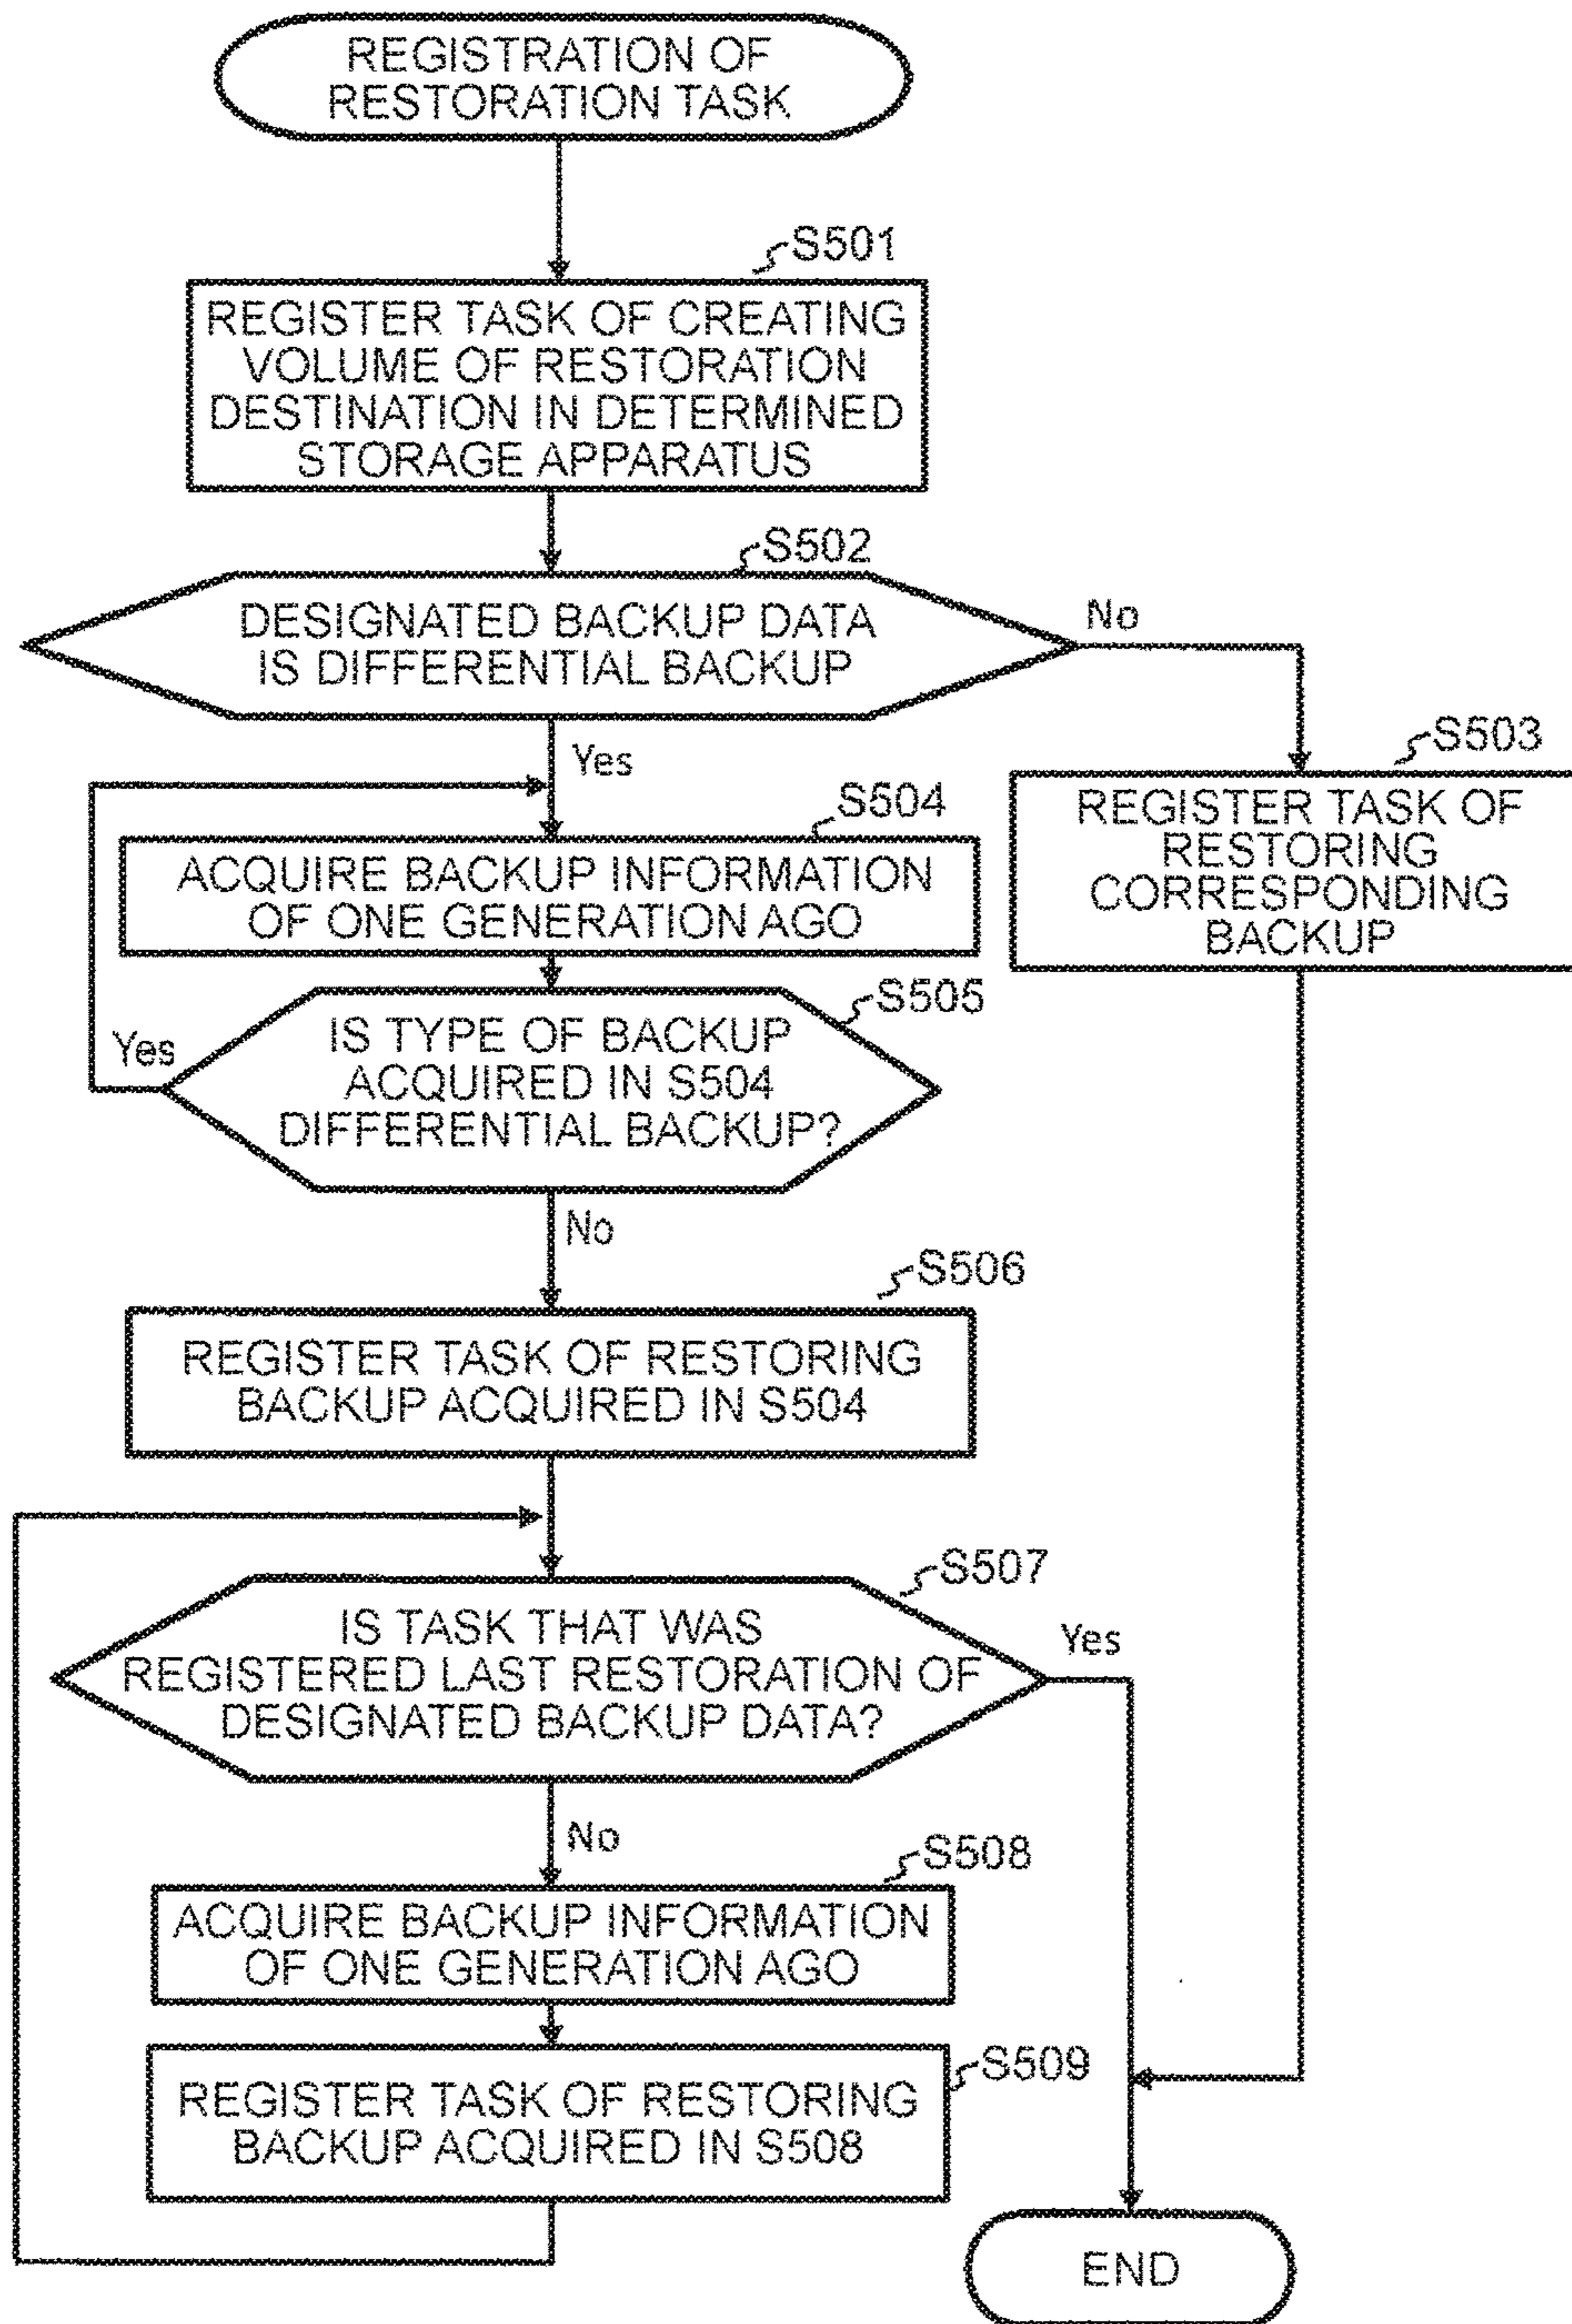 REGISTRATION OF
RESTORATION TASK
S501
REGISTER TASK OF CREATING
VOLUME OF RESTORATION
DESTINATION IN DETERMINED
STORAGE APPARATUS
S502
DESIGNATED BACKUP DATA
IS DIFFERENTIAL BACKUP
No
Yes
S503
REGISTER TASK OF
RESTORING
CORRESPONDING
BACKUP
S504
ACQUIRE BACKUP INFORMATION
OF ONE GENERATION AGO
S505
IS TYPE OF BACKUP
ACQUIRED IN S504
DIFFERENTIAL BACKUP?
Yes
No
S506
REGISTER TASK OF RESTORING
BACKUP ACQUIRED IN S504
S507
IS TASK THAT WAS
REGISTERED LAST RESTORATION OF
DESIGNATED BACKUP DATA?
Yes
No
S508
ACQUIRE BACKUP INFORMATION
OF ONE GENERATION AGO
S509
REGISTER TASK OF RESTORING
BACKUP ACQUIRED IN S508
END